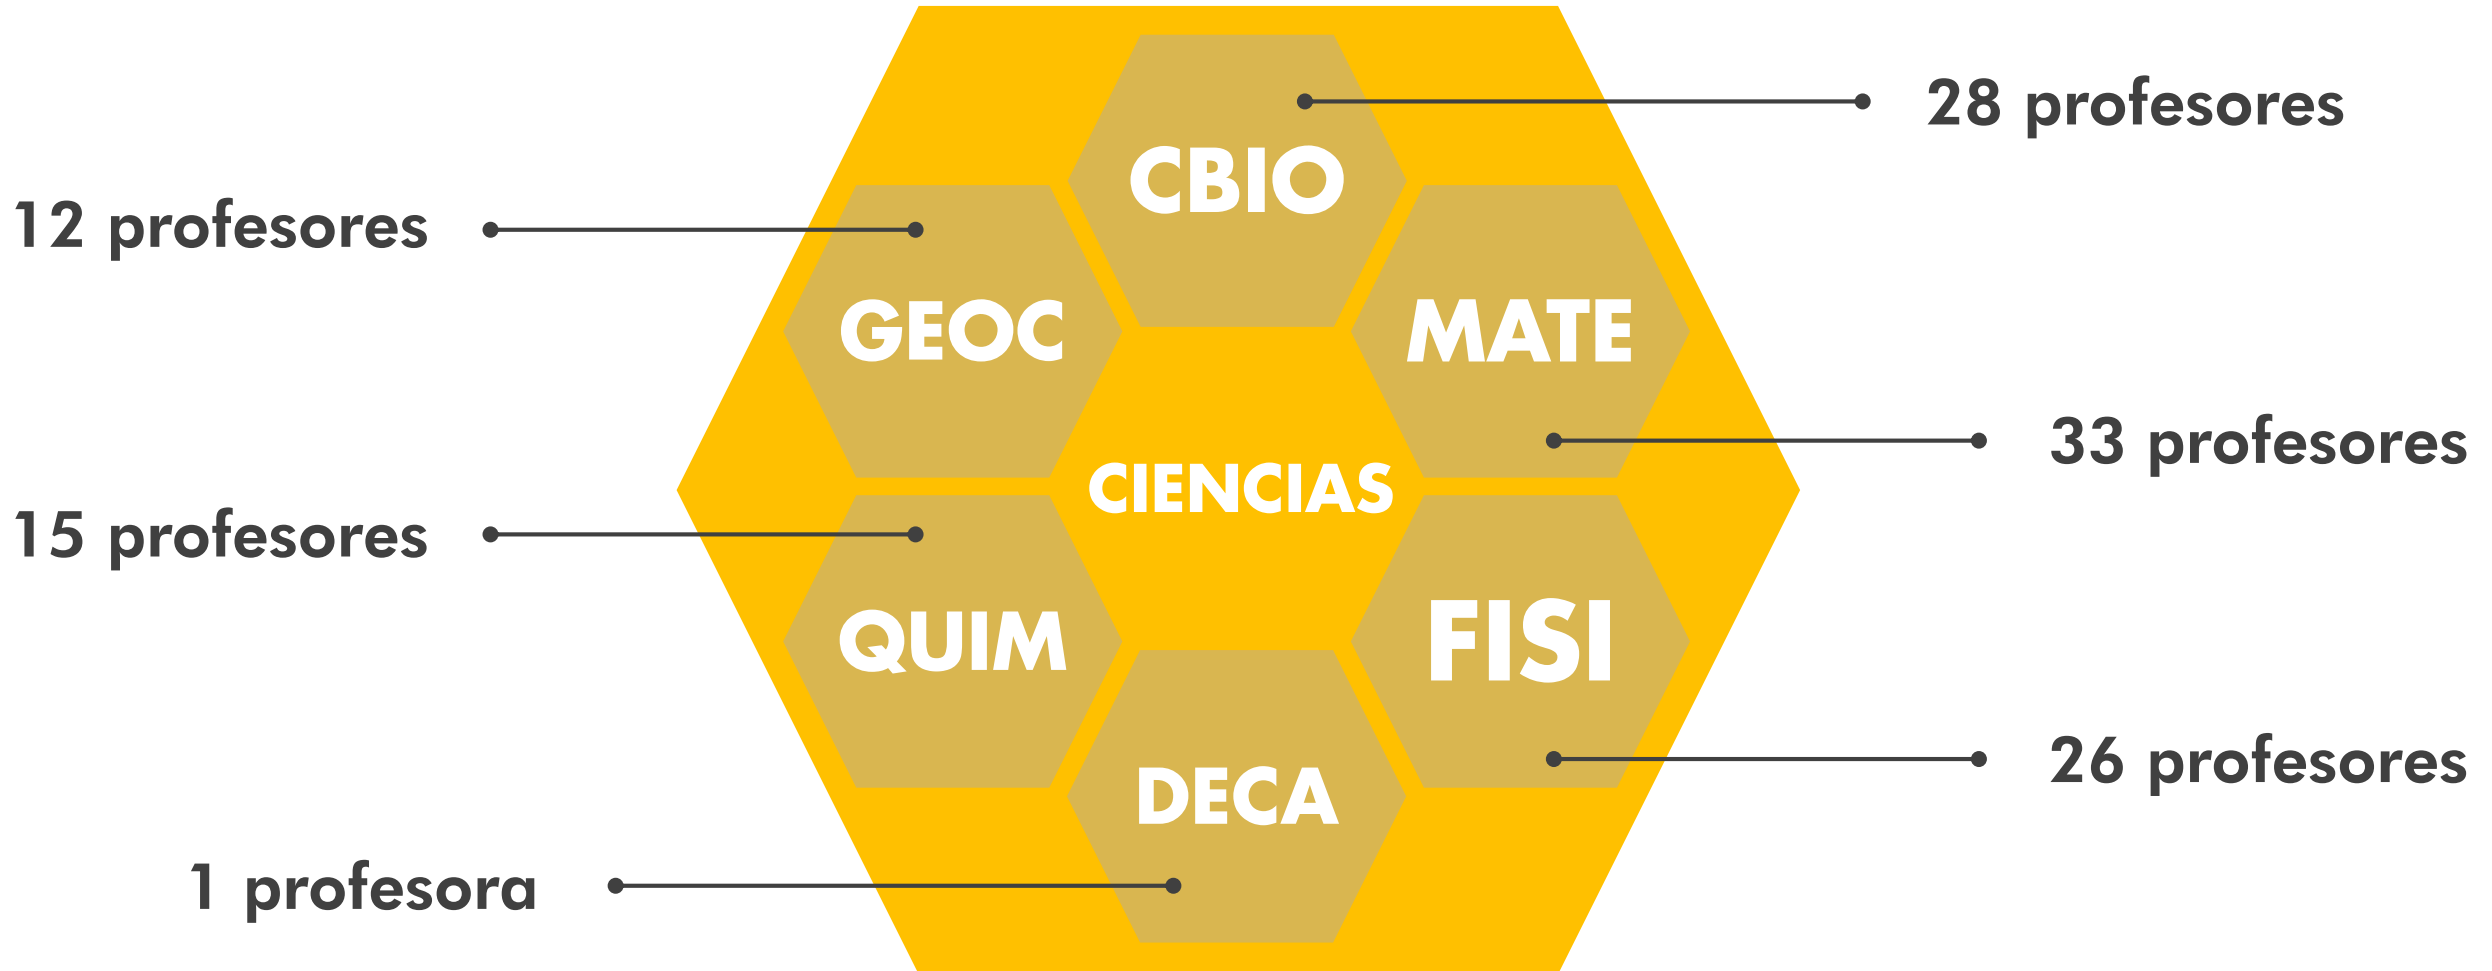 28 profesores
CBIO
12 profesores
GEOC
MATE
33 profesores
CIENCIAS
15 profesores
QUIM
FISI
26 profesores
DECA
1 profesora